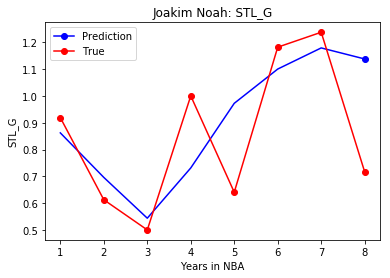 Joakim Noah: STL_G
Prediction
True
STL_G
1.2
1.1
1.0
0.9
0.8
0.7
0.6
0.5
1 2 3 4 5 6 7 8
Years in NBA